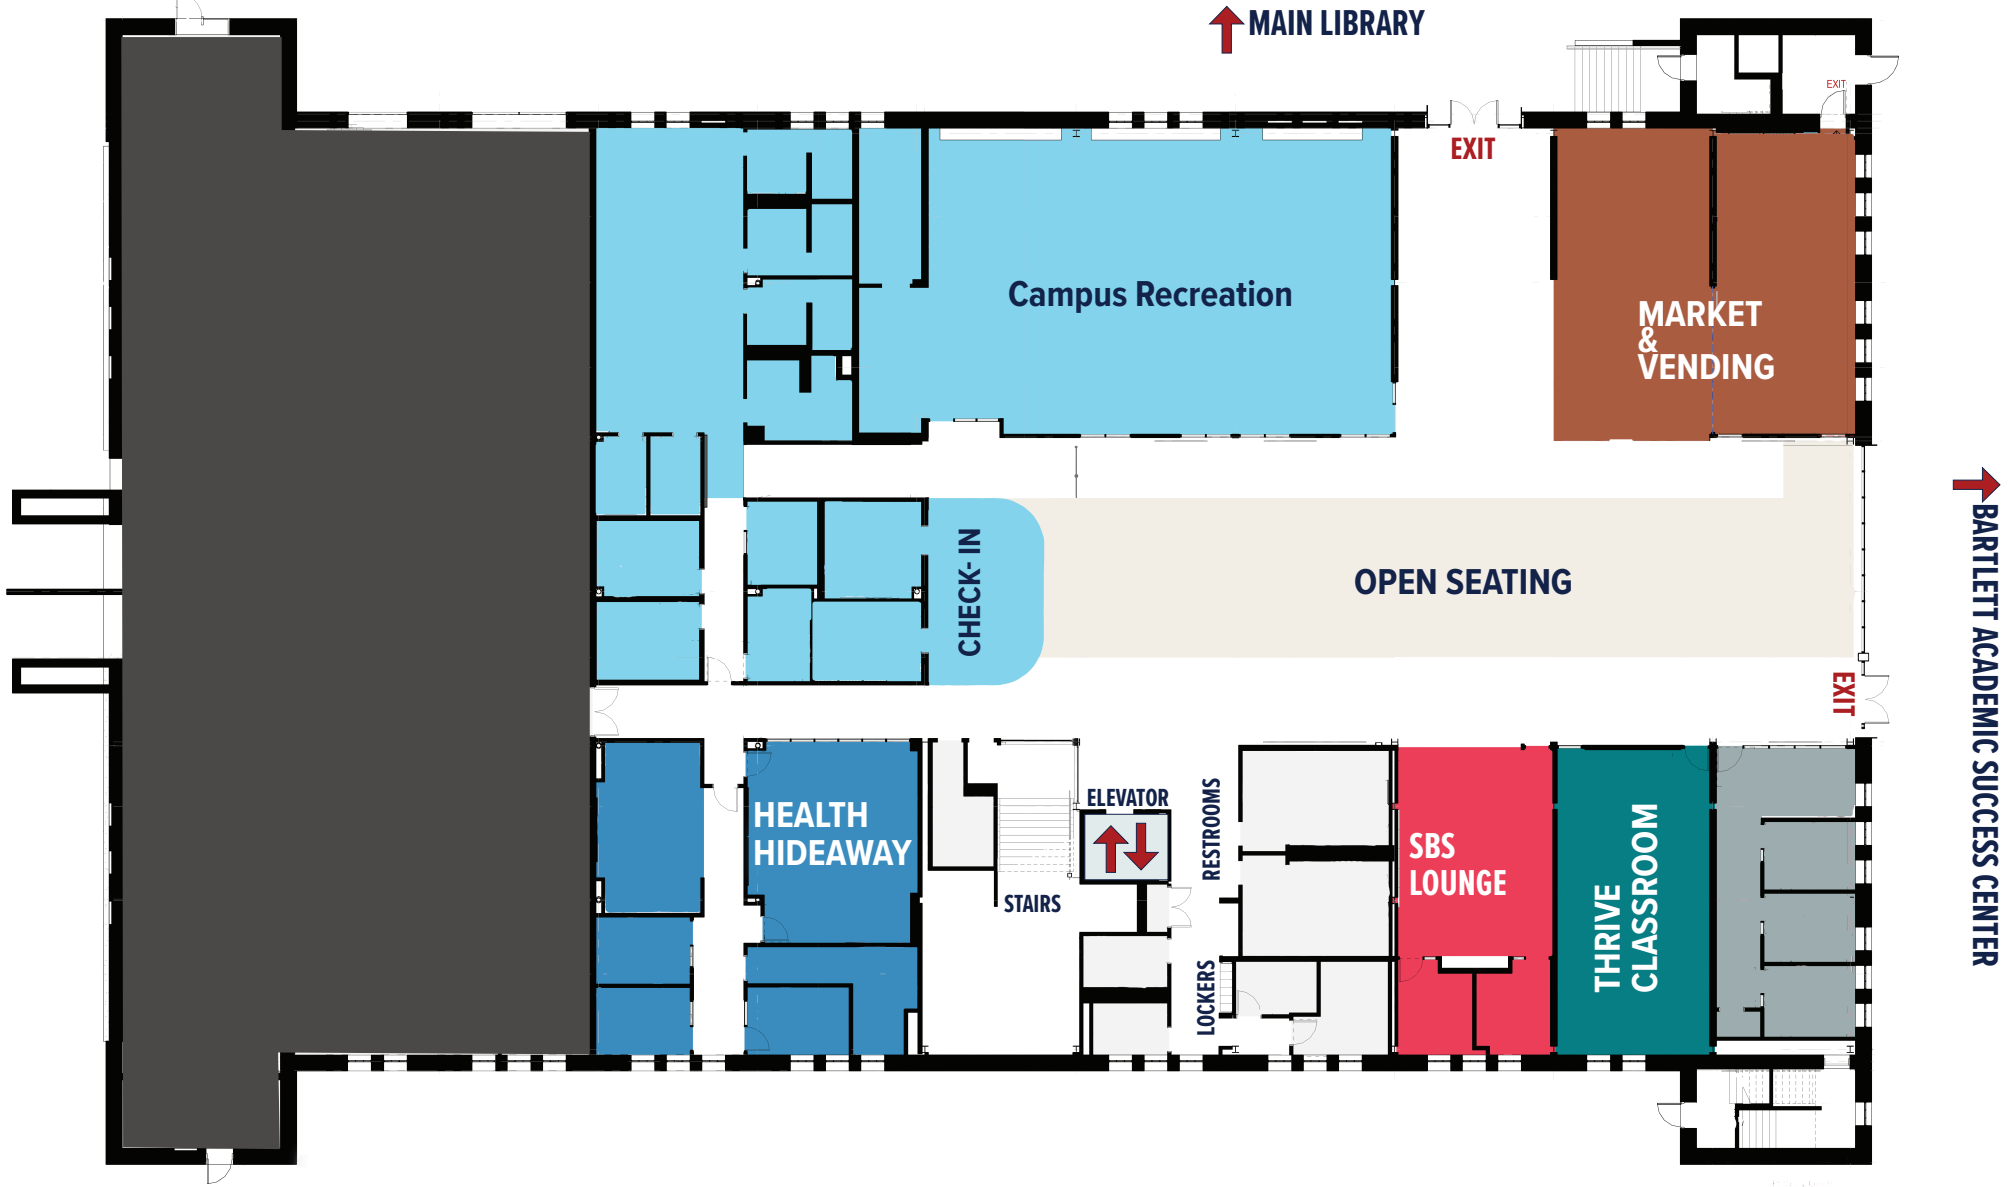 MAIN LIBRARY
EXIT
EXIT
Campus Recreation
MARKET
&
VENDING
CHECK- IN
OPEN SEATING
BARTLETT ACADEMIC SUCCESS CENTER
EXIT
HEALTH
HIDEAWAY
ELEVATOR
STAIRS
RESTROOMS
LOCKERS
SBS
LOUNGE
THRIVE
CLASSROOM